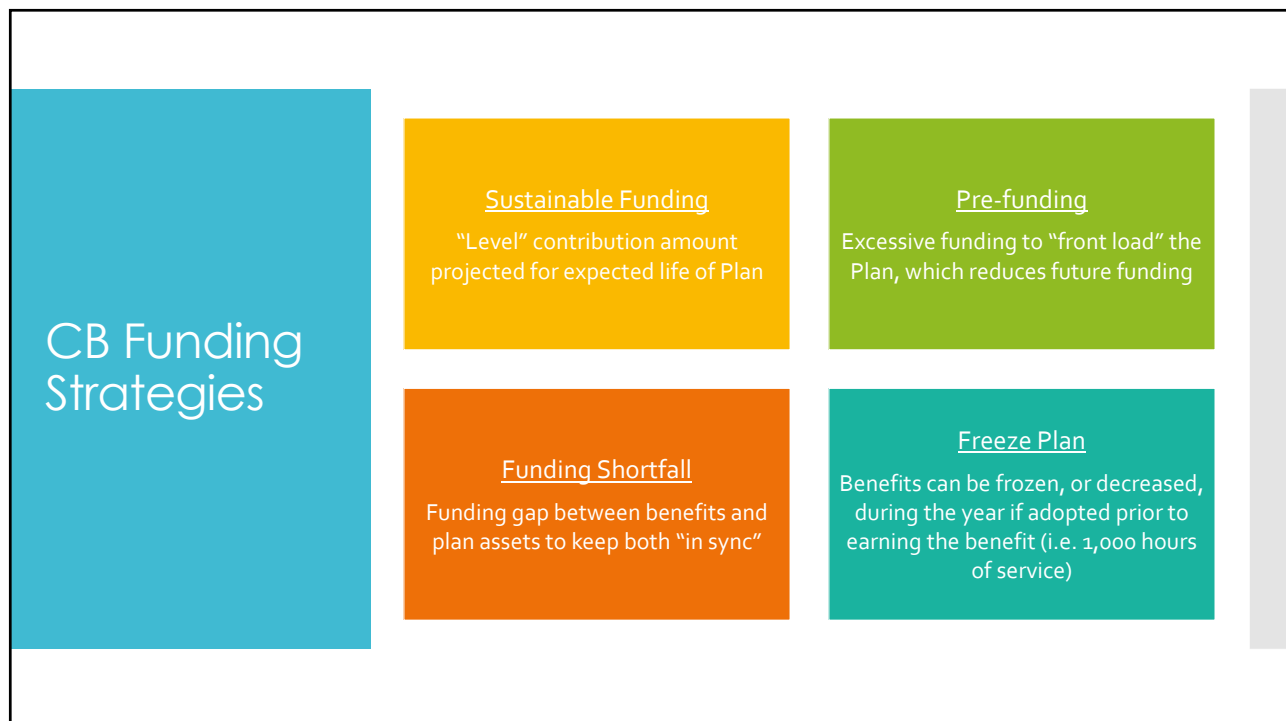 CB Funding
Strategies
Sustainable Funding
“Level” contribution amount
projected for expected life of Plan
Pre-funding
Excessive funding to “front load” the
Plan, which reduces future funding
Funding Shortfall
Funding gap between benefits and
plan assets to keep both “in sync”
Freeze Plan
Benefits can be frozen, or decreased,
during the year if adopted prior to
earning the benefit (i.e. 1,000 hours
of service)